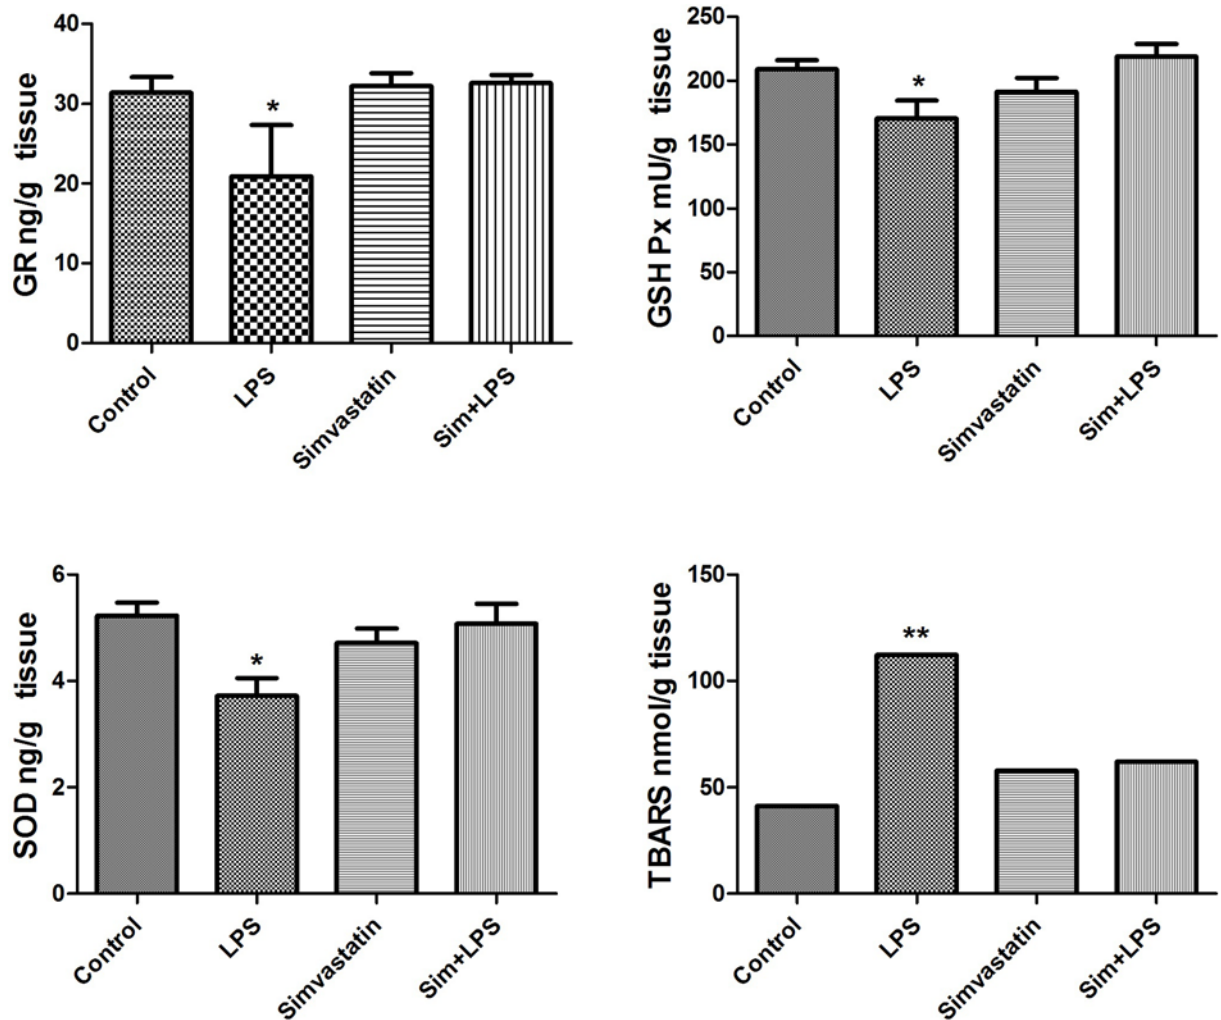 GR ng/g tissue
40
30
20
10
0
*
Control
LPS
Simvastatin
Sim+LPS
GSH Px mU/g tissue
250
200
150
100
50
0
*
Control
LPS
Simvastatin
Sim+LPS
SOD ng/g tissue
6
4
2
0
*
Control
LPS
Simvastatin
Sim+LPS
TBARS nmol/g tissue
150
100
50
0
**
Control
LPS
Simvastatin
Sim+LPS